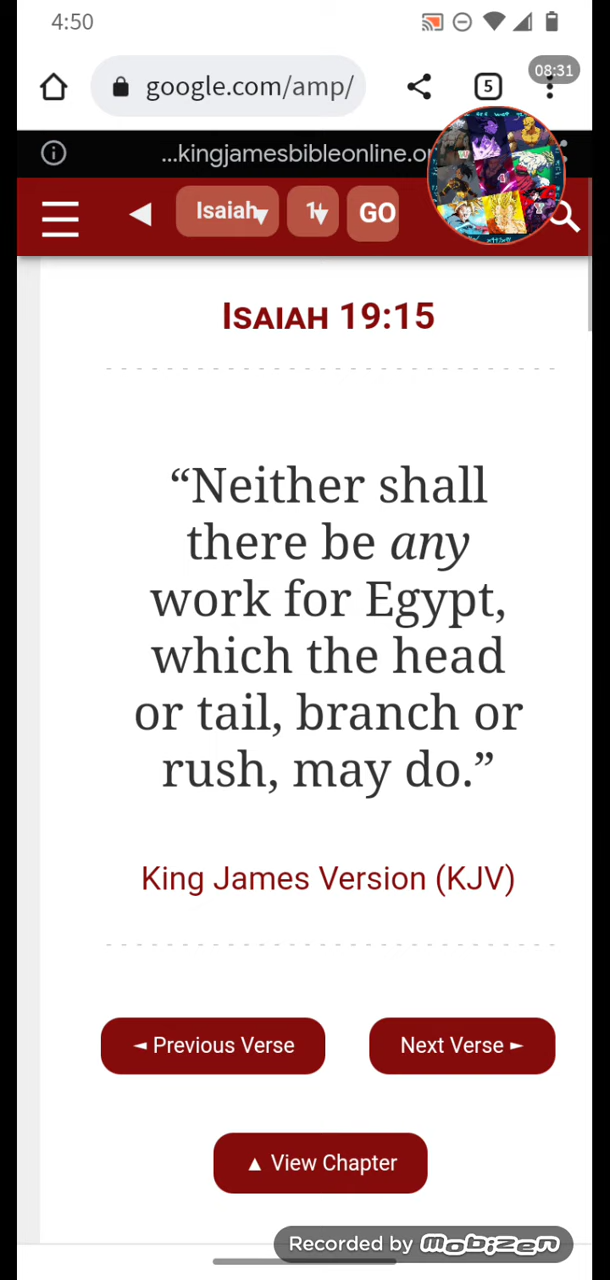 4:50
08:31
google.com/amp/
5
...kingjamesbibleonline.or
Isaiah
GO
Isaiah 19:15
“Neither shall
there be any
work for Egypt,
which the head
or tail, branch or
rush, may do.”
King James Version (KJV)
◄ Previous Verse
Next Verse ►
▲ View Chapter
Recorded by mobizen